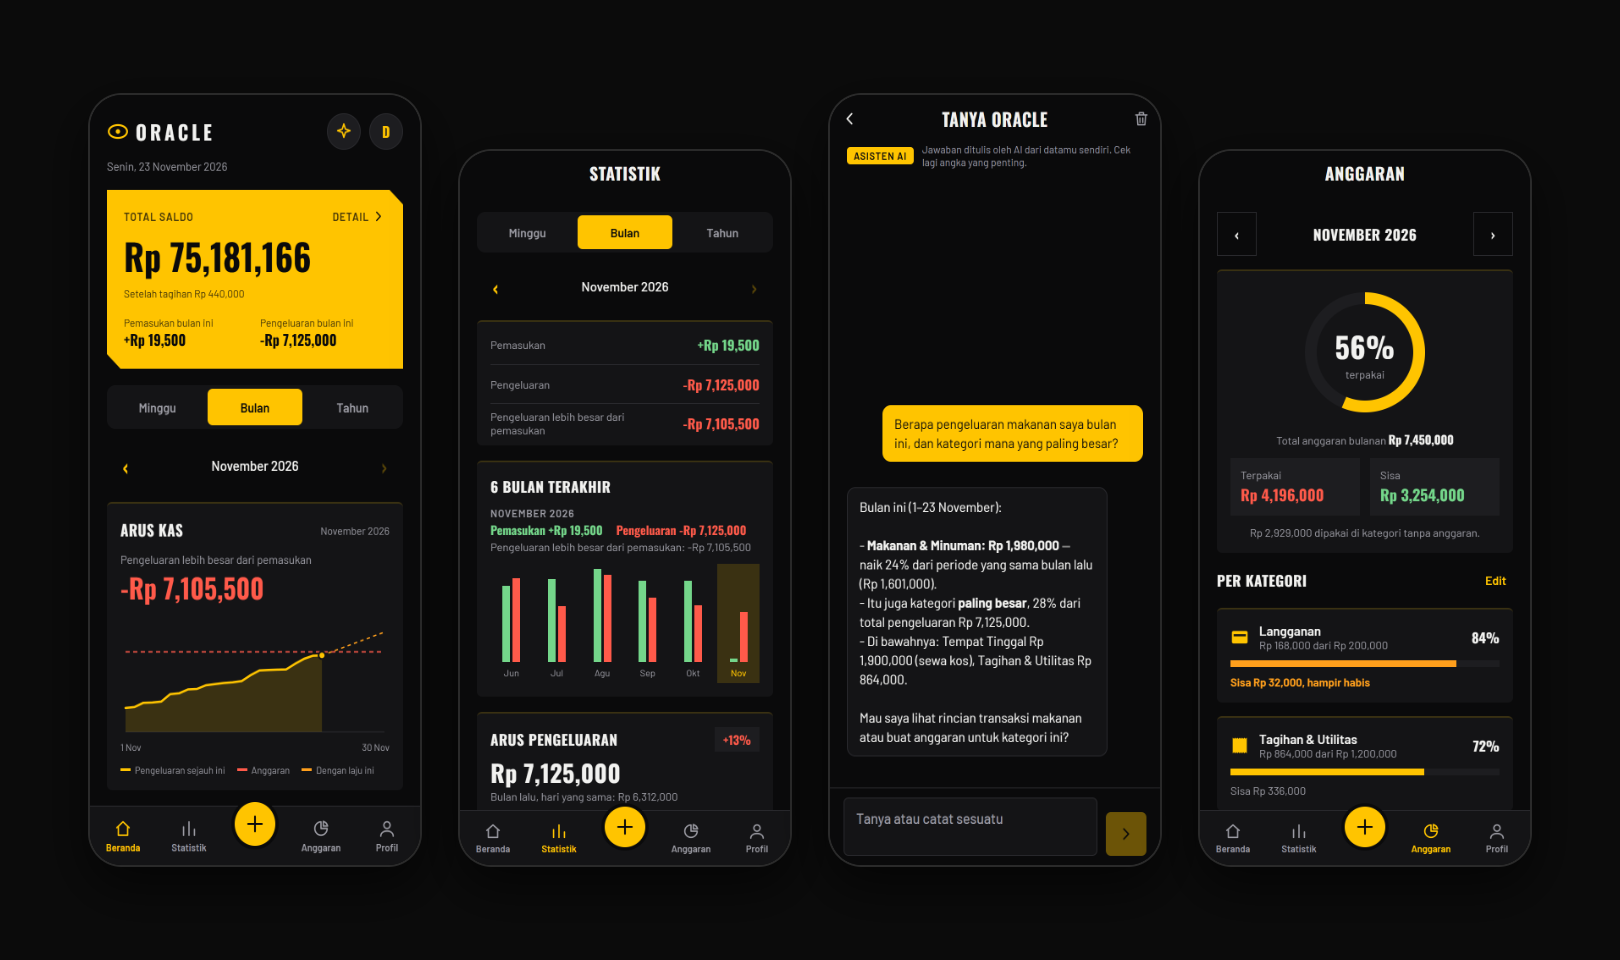 ORACLE
D
Senin, 23 November 2026
TOTAL SALDO
DETAIL >
Rp 75,181,166
Setelah tagihan Rp 440,000
Pemasukan bulan ini
Pengeluaran bulan ini
+Rp 19,500
-Rp 7,125,000
Minggu
Bulan
Tahun
‹
November 2026
›
ARUS KAS
November 2026
Pengeluaran lebih besar dari pemasukan
-Rp 7,105,500
1 Nov
30 Nov
Pengeluaran sejauh ini
Anggaran
Dengan laju ini
+
Beranda
Statistik
Anggaran
Profil
STATISTIK
Minggu
Bulan
Tahun
‹
November 2026
›
Pemasukan
+Rp 19,500
Pengeluaran
-Rp 7,125,000
Pengeluaran lebih besar dari
pemasukan
-Rp 7,105,500
6 BULAN TERAKHIR
NOVEMBER 2026
Pemasukan +Rp 19,500
Pengeluaran -Rp 7,125,000
Pengeluaran lebih besar dari pemasukan: -Rp 7,105,500
Jun
Jul
Agu
Sep
Okt
Nov
ARUS PENGELUARAN
+13%
Rp 7,125,000
Bulan lalu, hari yang sama: Rp 6,312,000
+
Beranda
Statistik
Anggaran
Profil
TANYA ORACLE
ASISTEN AI
Jawaban ditulis oleh AI dari datamu sendiri. Cek
lagi angka yang penting.
Berapa pengeluaran makanan saya bulan
ini, dan kategori mana yang paling besar?
Bulan ini (1–23 November):
- Makanan & Minuman: Rp 1,980,000 —
naik 24% dari periode yang sama bulan lalu
(Rp 1,601,000).
- Itu juga kategori paling besar, 28% dari
total pengeluaran Rp 7,125,000.
- Di bawahnya: Tempat Tinggal Rp
1,900,000 (sewa kos), Tagihan & Utilitas Rp
864,000.
Mau saya lihat rincian transaksi makanan
atau buat anggaran untuk kategori ini?
Tanya atau catat sesuatu
ANGGARAN
‹
NOVEMBER 2026
›
56%
terpakai
Total anggaran bulanan Rp 7,450,000
Terpakai
Rp 4,196,000
Sisa
Rp 3,254,000
Rp 2,929,000 dipakai di kategori tanpa anggaran.
PER KATEGORI
Edit
Langganan
Rp 168,000 dari Rp 200,000
84%
Sisa Rp 32,000, hampir habis
Tagihan & Utilitas
Rp 864,000 dari Rp 1,200,000
72%
Sisa Rp 336,000
+
Beranda
Statistik
Anggaran
Profil